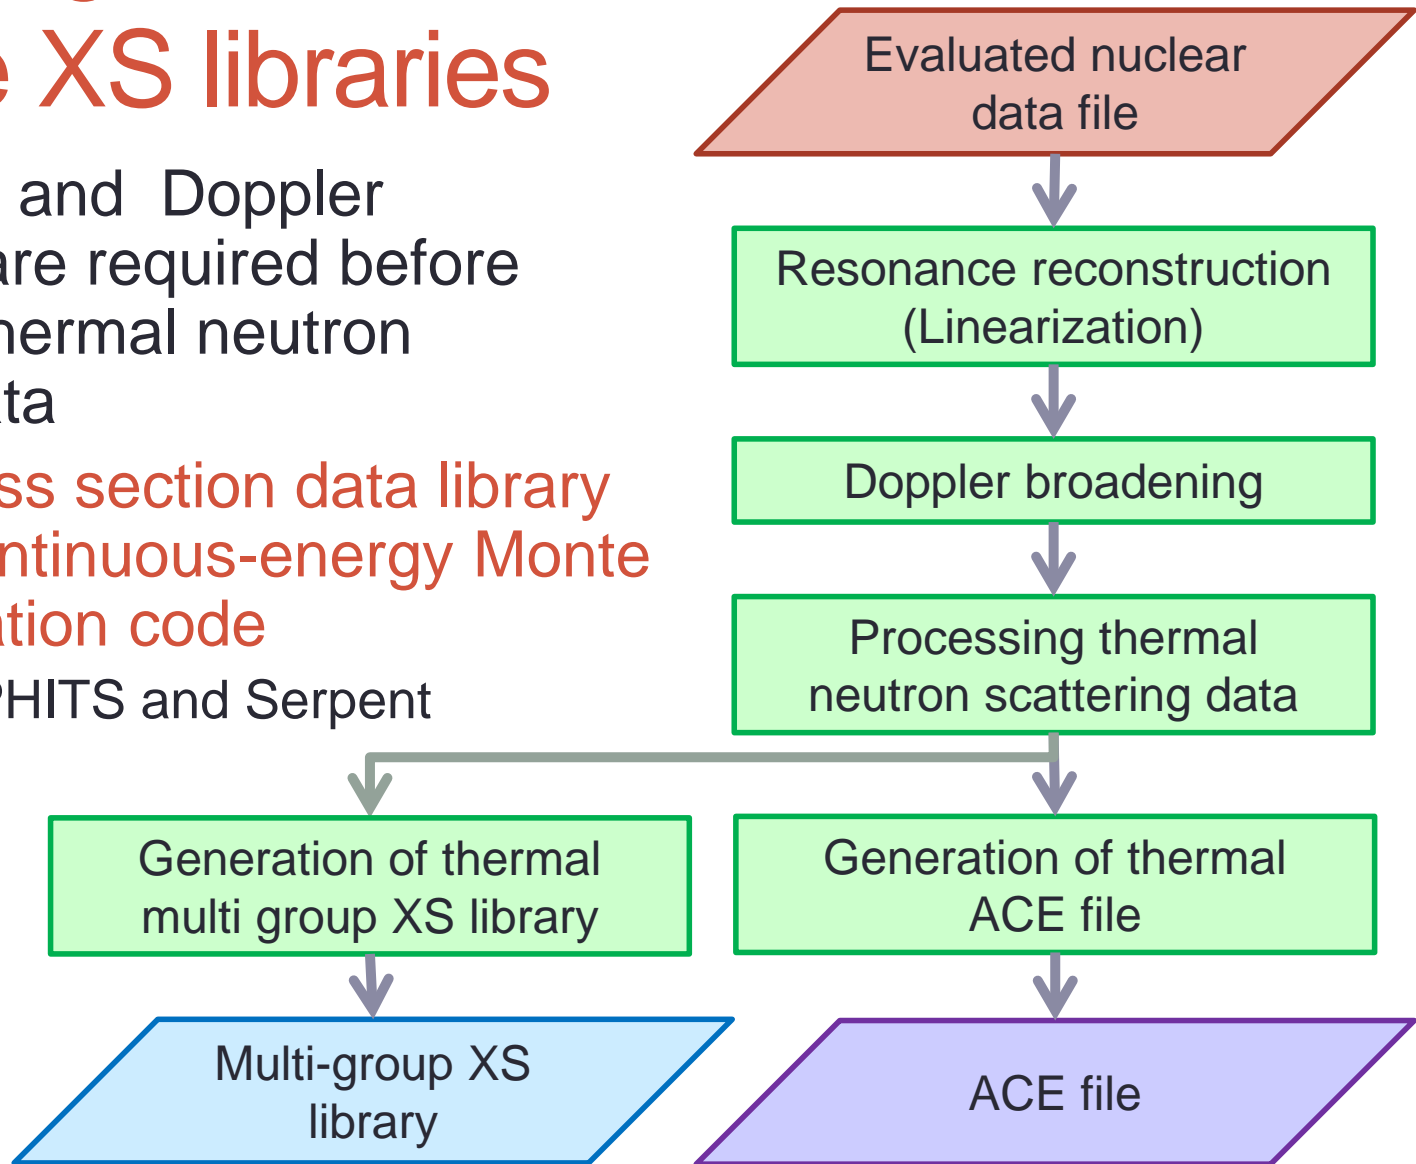 e XS libraries
and Doppler
are required before
hermal neutron
ta
ss section data library
ntinuous-energy Monte
ation code
PHITS and Serpent
Evaluated nuclear
data file
Resonance reconstruction
(Linearization)
Doppler broadening
Processing thermal
neutron scattering data
Generation of thermal
multi group XS library
Generation of thermal
ACE file
Multi-group XS
library
ACE file